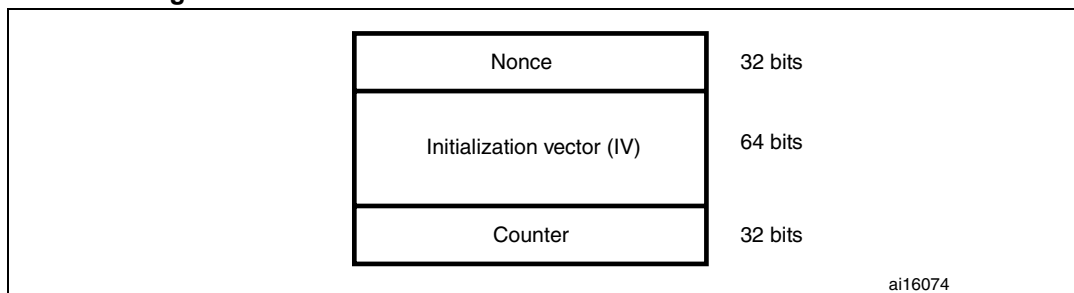 Nonce 32 bits
Initialization vector (IV) 64 bits
Counter 32 bits
ai16074